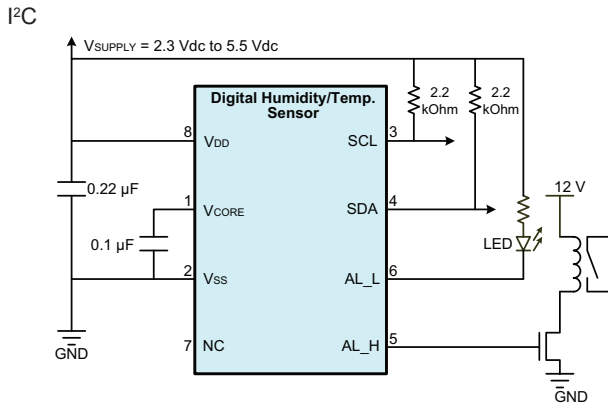 I²C
VSUPPLY = 2.3 Vdc to 5.5 Vdc
2.2
kOhm
2.2
kOhm
Digital Humidity/Temp.
Sensor
8
VDD
SCL
3
12 V
0.22 µF
1
VCORE
SDA
4
0.1 µF
LED
2
VSS
AL_L
6
7
NC
AL_H
5
GND
GND